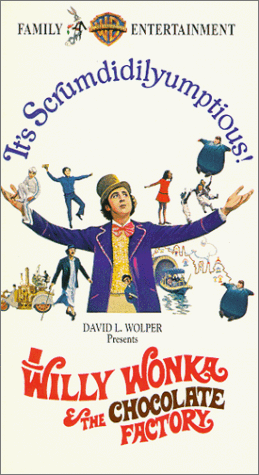 FAMILY ENTERTAINMENT
It's Scrumdidilyumptious!
DAVID L. WOLPER
Presents
WILLY WONKA
& THE CHOCOLATE
FACTORY